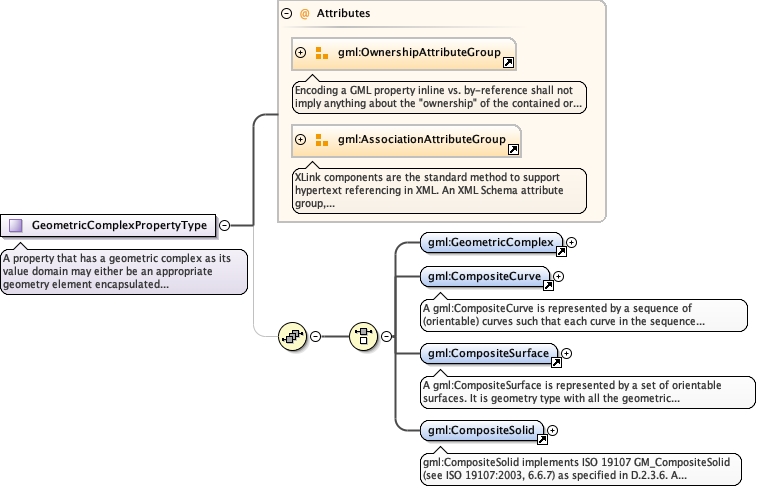 @ Attributes
gml:OwnershipAttributeGroup
Encoding a GML property inline vs. by-reference shall not
imply anything about the "ownership" of the contained or...
gml:AssociationAttributeGroup
XLink components are the standard method to support
hypertext referencing in XML. An XML Schema attribute
group,...
GeometricComplexPropertyType
A property that has a geometric complex as its
value domain may either be an appropriate
geometry element encapsulated...
gml:GeometricComplex
gml:CompositeCurve
A gml:CompositeCurve is represented by a sequence of
(orientable) curves such that each curve in the sequence...
gml:CompositeSurface
A gml:CompositeSurface is represented by a set of orientable
surfaces. It is geometry type with all the geometric...
gml:CompositeSolid
gml:CompositeSolid implements ISO 19107 GM_CompositeSolid
(see ISO 19107:2003, 6.6.7) as specified in D.2.3.6. A...